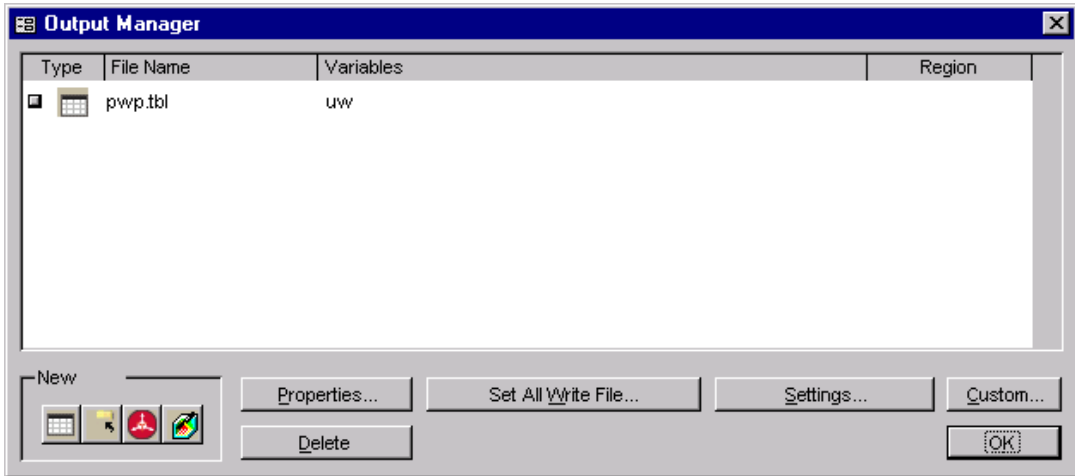 Output Manager
Type File Name Variables Region
pwp.tbl uw
New
Properties... Set All Write File... Settings... Custom...
Delete OK